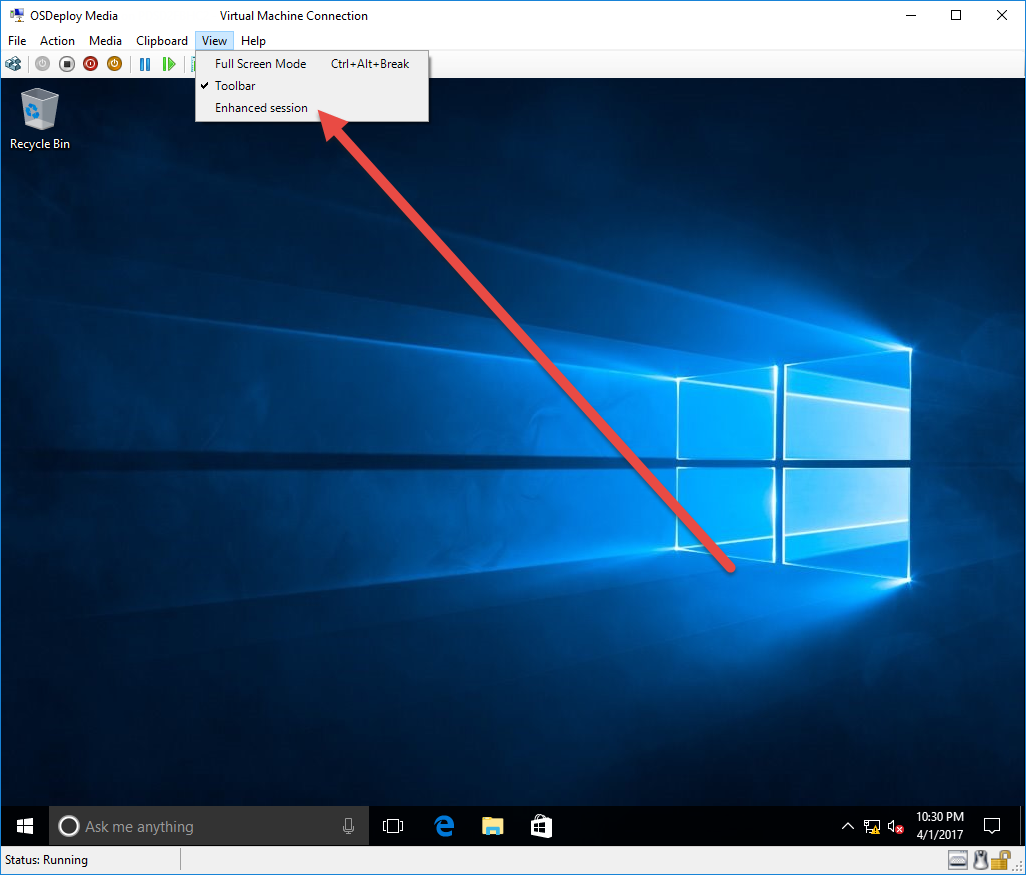 OSDeploy Media Virtual Machine Connection
File Action Media Clipboard View Help
Full Screen Mode Ctrl+Alt+Break
Toolbar
Enhanced session
Recycle Bin
Ask me anything
10:30 PM
4/1/2017
Status: Running